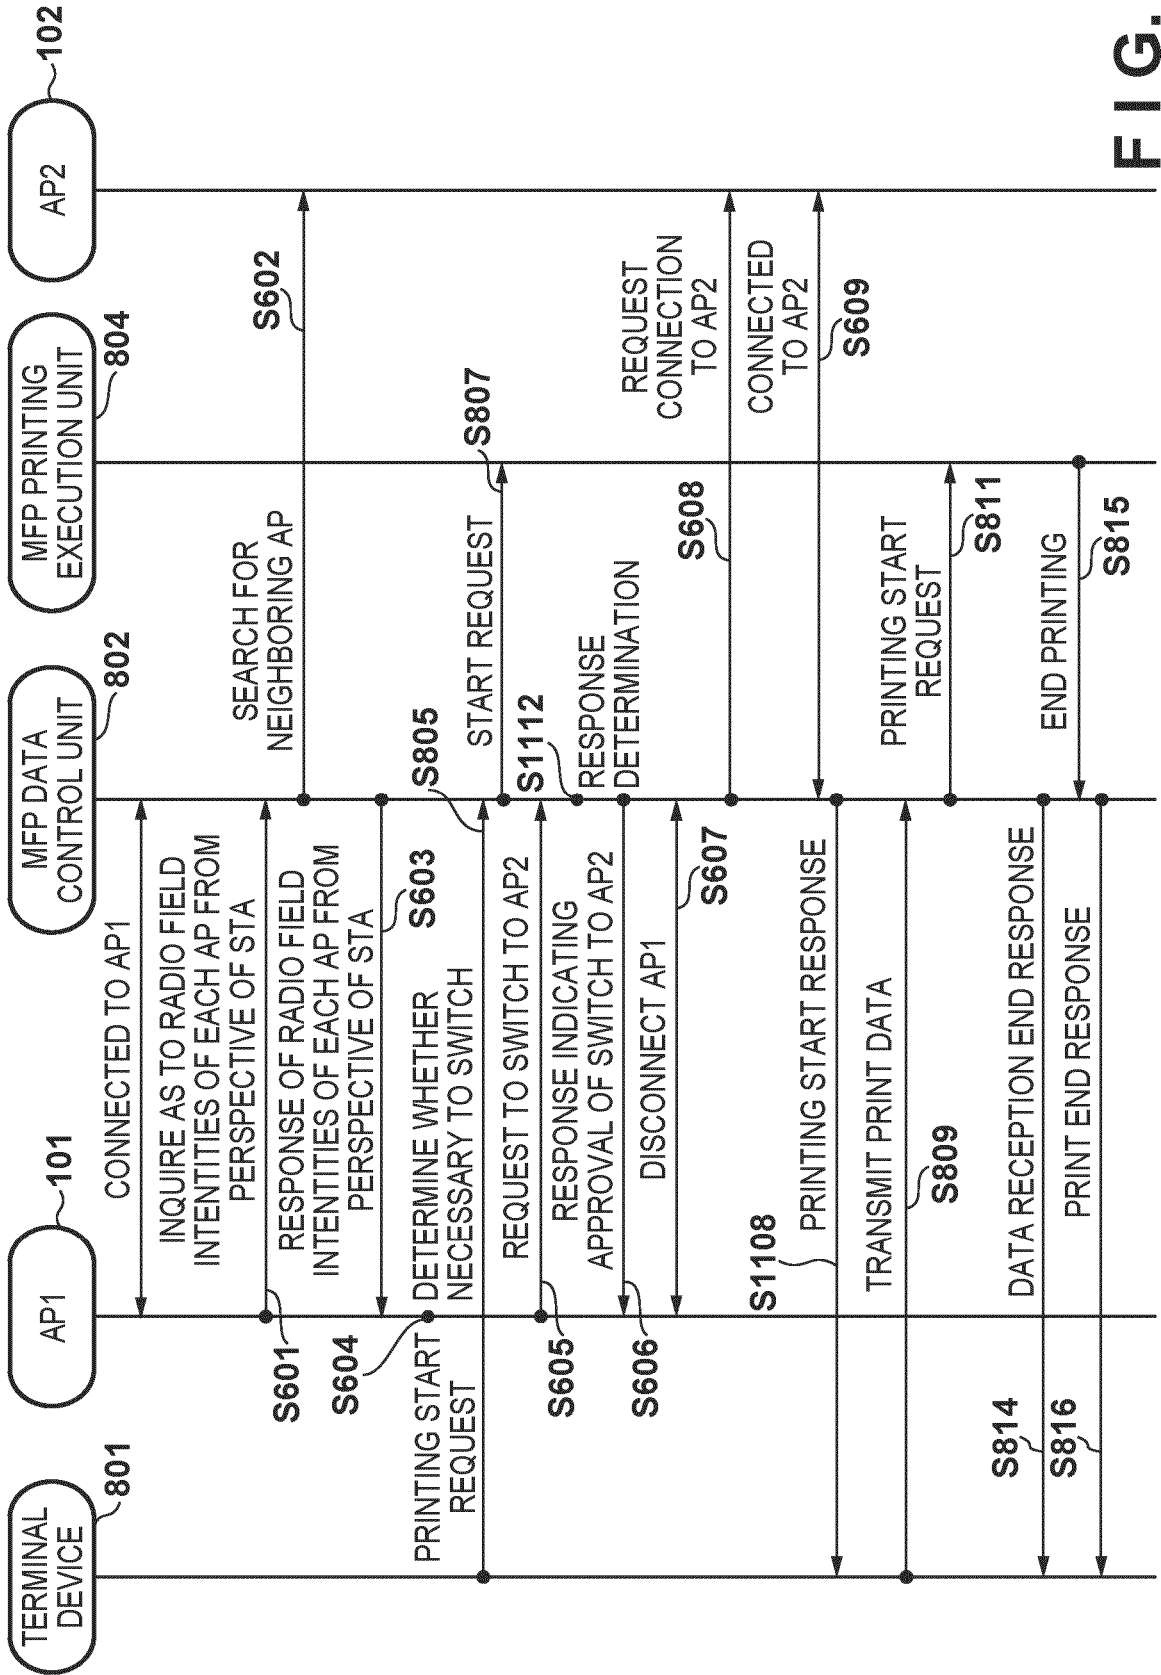 TERMINAL
DEVICE
801
AP1
101
MFP DATA
CONTROL UNIT
802
MFP PRINTING
EXECUTION UNIT
804
AP2
102
CONNECTED TO AP1
INQUIRE AS TO RADIO FIELD
INTENTITIES OF EACH AP FROM
PERSPECTIVE OF STA
S601
SEARCH FOR
NEIGHBORING AP
S602
RESPONSE OF RADIO FIELD
INTENTITIES OF EACH AP FROM
PERSPECTIVE OF STA
S603
S604
DETERMINE WHETHER
NECESSARY TO SWITCH
PRINTING START
REQUEST
S805
START REQUEST
S807
REQUEST TO SWITCH TO AP2
S605
S1112
RESPONSE
DETERMINATION
RESPONSE INDICATING
APPROVAL OF SWITCH TO AP2
S606
DISCONNECT AP1
S607
REQUEST
CONNECTION
TO AP2
S608
CONNECTED
TO AP2
S609
PRINTING START RESPONSE
S1108
TRANSMIT PRINT DATA
S809
PRINTING START
REQUEST
S811
DATA RECEPTION END RESPONSE
S814
END PRINTING
S815
PRINT END RESPONSE
S816
FIG.